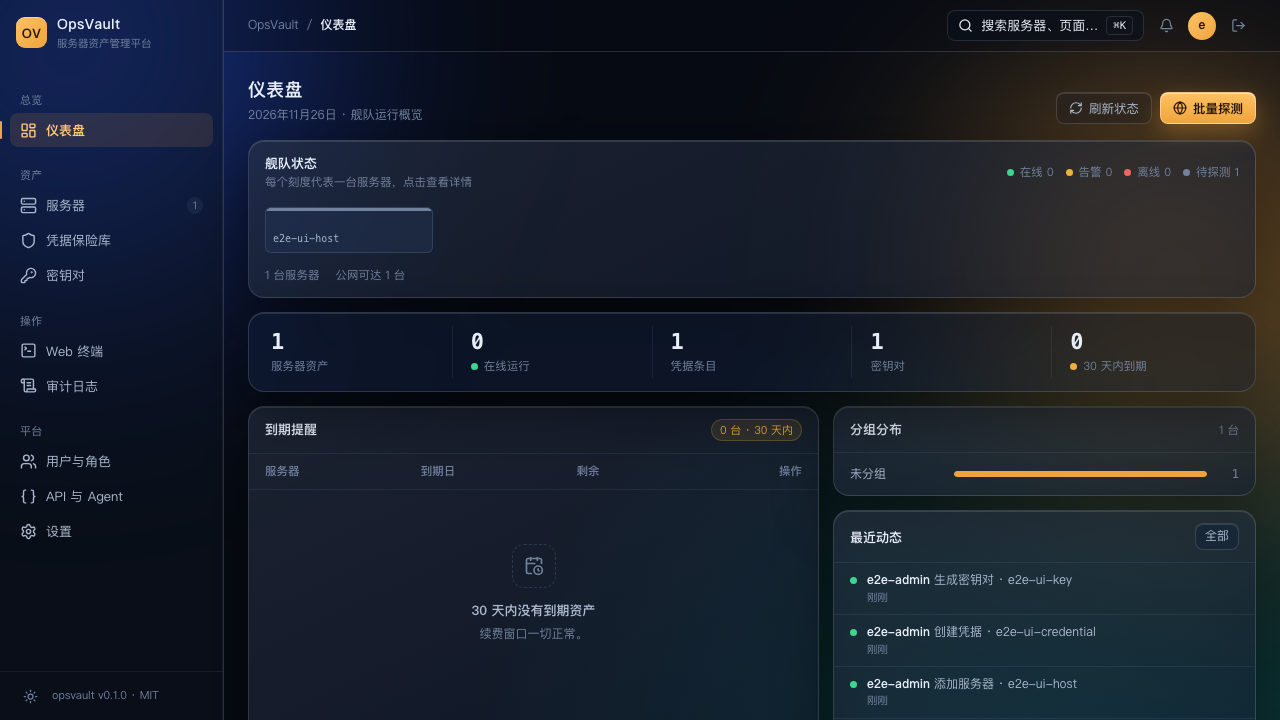 OV
OpsVault
服务器资产管理平台
总览
仪表盘
资产
服务器
1
凭据保险库
密钥对
操作
Web 终端
审计日志
平台
用户与角色
API 与 Agent
设置
opsvault v0.1.0 · MIT
OpsVault / 仪表盘
搜索服务器、页面… ⌘K
e
仪表盘
2026年11月26日 · 舰队运行概览
刷新状态
批量探测
舰队状态
每个刻度代表一台服务器，点击查看详情
在线 0 告警 0 离线 0 待探测 1
e2e-ui-host
1 台服务器 公网可达 1 台
1
服务器资产
0
在线运行
1
凭据条目
1
密钥对
0
30 天内到期
到期提醒
0 台 · 30 天内
服务器 到期日 剩余 操作
30 天内没有到期资产
续费窗口一切正常。
分组分布
1 台
未分组 1
最近动态
全部
e2e-admin 生成密钥对 · e2e-ui-key
刚刚
e2e-admin 创建凭据 · e2e-ui-credential
刚刚
e2e-admin 添加服务器 · e2e-ui-host
刚刚